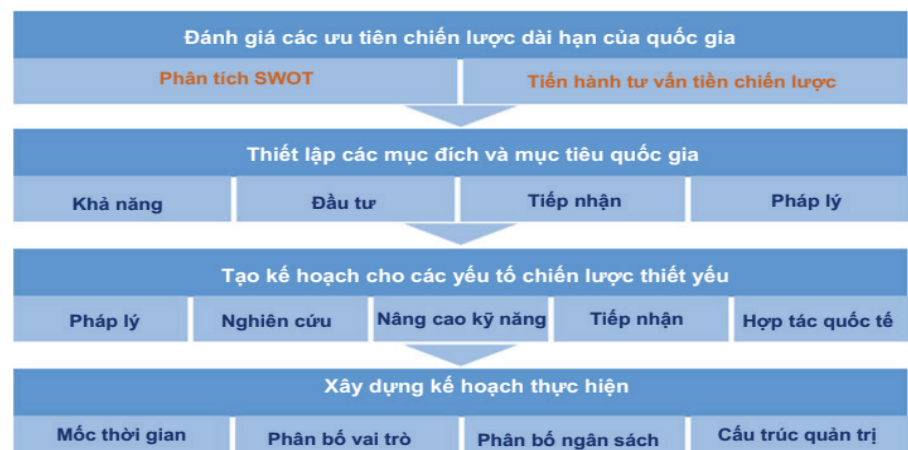 Đánh giá các ưu tiên chiến lược dài hạn của quốc gia
Phân tích SWOT
Tiến hành tư vấn tiền chiến lược
Thiết lập các mục đích và mục tiêu quốc gia
Khả năng
Đầu tư
Tiếp nhận
Pháp lý
Tạo kế hoạch cho các yếu tố chiến lược thiết yếu
Pháp lý
Nghiên cứu
Nâng cao kỹ năng
Tiếp nhận
Hợp tác quốc tế
Xây dựng kế hoạch thực hiện
Mốc thời gian
Phân bố vai trò
Phân bố ngân sách
Cấu trúc quản trị